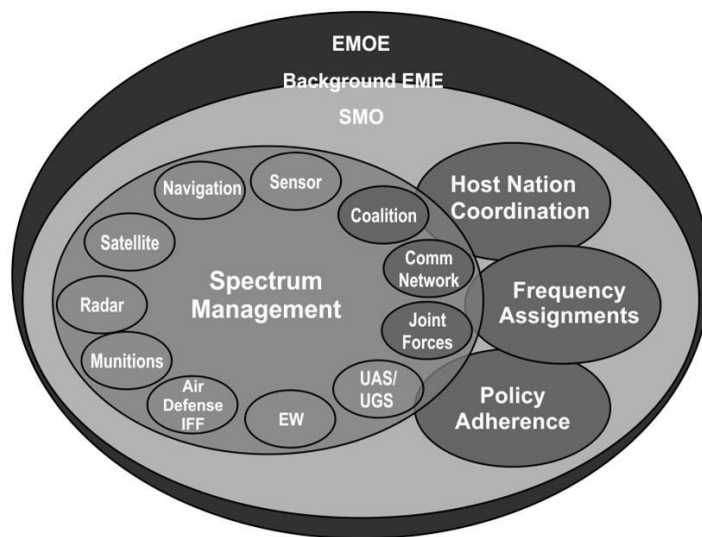 EMOE
Background EME
SMO
Host Nation
Coordination
Frequency
Assignments
Policy
Adherence
Spectrum
Management
Sensor
Navigation
Satellite
Radar
Munitions
Air
Defense
IFF
EW
UAS/
UGS
Joint
Forces
Comm
Network
Coalition